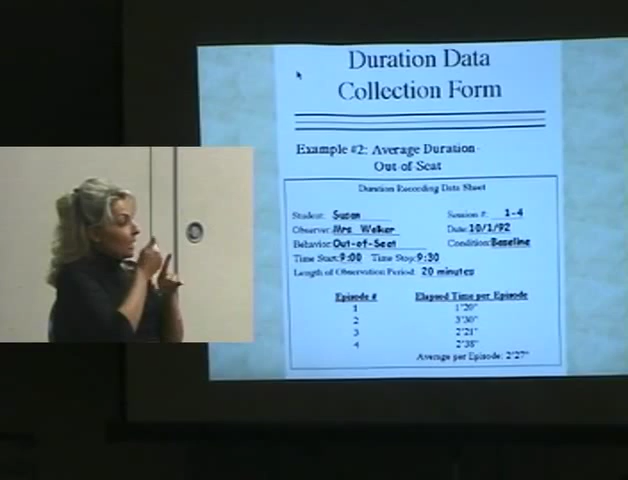 Duration Data
Collection Form
Example #2: Average Duration-
Out-of-Seat
Duration Recording Data Sheet
Student: Susan Session #: 1-4
Observer: Mrs. Welker Date: 10/1/92
Behavior: Out-of-Seat Condition: Baseline
Time Start: 9:00 Time Stop: 9:30
Length of Observation Period: 20 minutes
Episode # Elapsed Time per Episode
1 1'20"
2 3'30"
3 2'21"
4 2'38"
Average per Episode: 2'27"